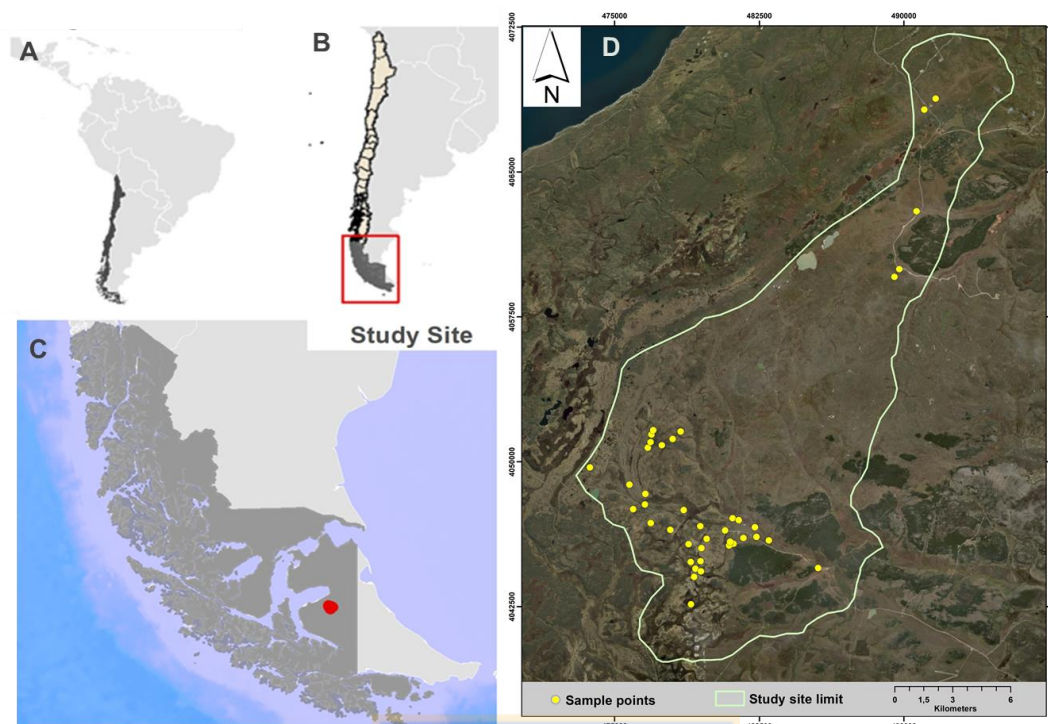 A
B
Study Site
C
475000 482500 490000
D
N
4072500
4065000
4057500
4050000
4042500
Sample points
Study site limit
0 1,5 3 6
Kilometers